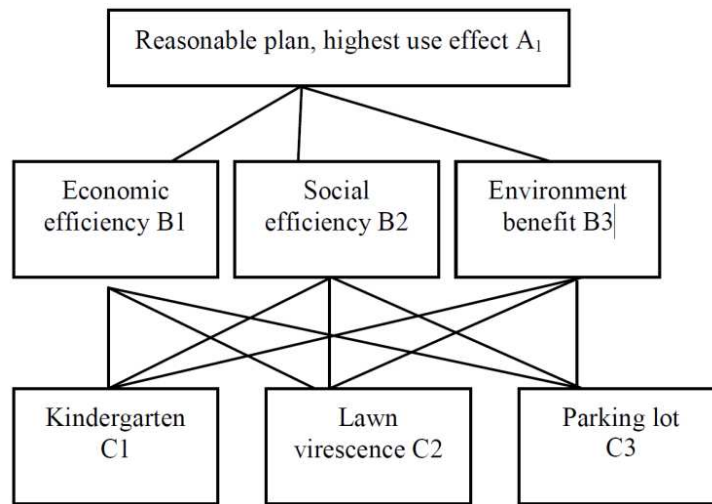 Reasonable plan, highest use effect A₁
Economic
efficiency B1
Social
efficiency B2
Environment
benefit B3
Kindergarten
C1
Lawn
virescence C2
Parking lot
C3